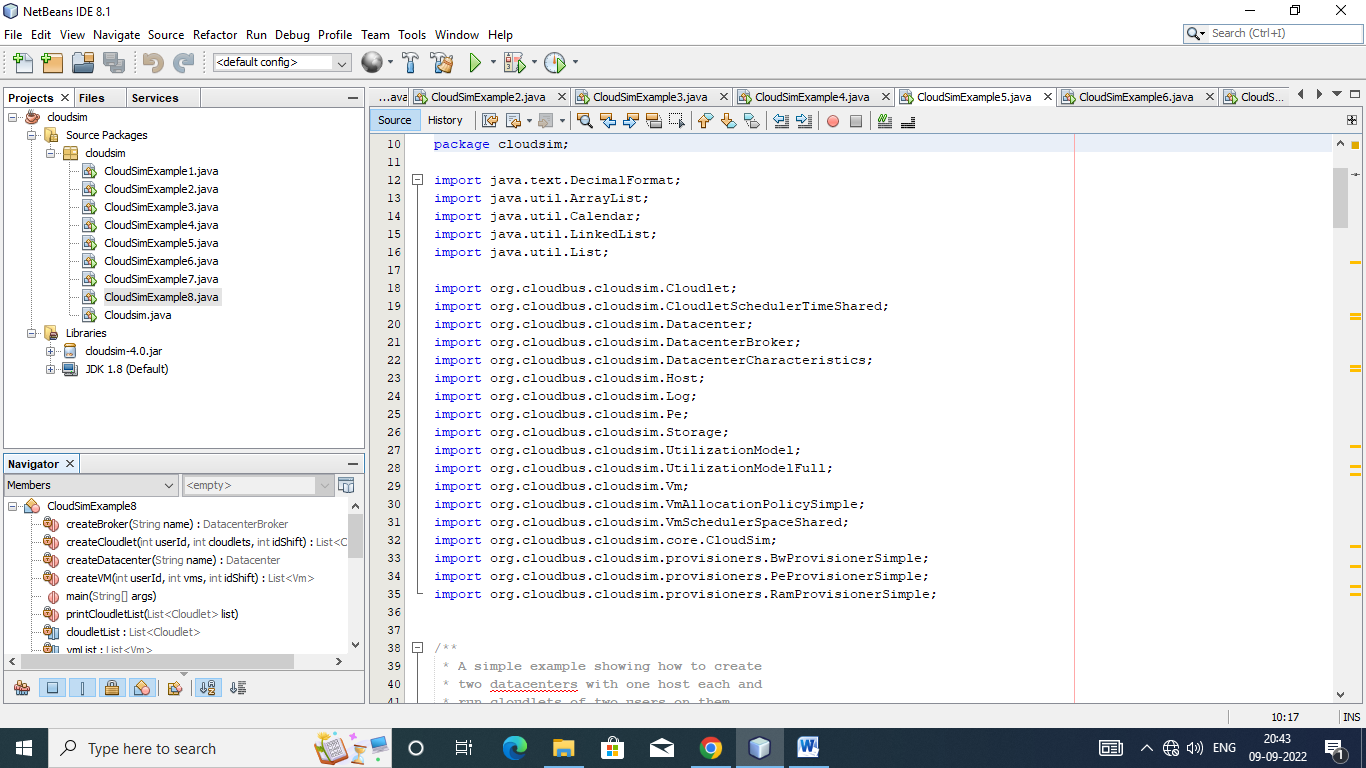 NetBeans IDE 8.1
File Edit View Navigate Source Refactor Run Debug Profile Team Tools Window Help
Search (Ctrl+I)
<default config>
Projects Files Services
cloudsim
Source Packages
cloudsim
CloudSimExample1.java
CloudSimExample2.java
CloudSimExample3.java
CloudSimExample4.java
CloudSimExample5.java
CloudSimExample6.java
CloudSimExample7.java
CloudSimExample8.java
Cloudsim.java
Libraries
cloudsim-4.0.jar
JDK 1.8 (Default)
Navigator
Members
<empty>
CloudSimExample8
createBroker(String name) : DatacenterBroker
createCloudlet(int userId, int cloudlets, int idShift) : List<C
createDatacenter(String name) : Datacenter
createVM(int userId, int vms, int idShift) : List<Vm>
main(String[] args)
printCloudletList(List<Cloudlet> list)
cloudletList : List<Cloudlet>
vmList : List<Vm>
...ava CloudSimExample2.java CloudSimExample3.java CloudSimExample4.java CloudSimExample5.java CloudSimExample6.java CloudS...
Source History
10 package cloudsim;
11
12 import java.text.DecimalFormat;
13 import java.util.ArrayList;
14 import java.util.Calendar;
15 import java.util.LinkedList;
16 import java.util.List;
17
18 import org.cloudbus.cloudsim.Cloudlet;
19 import org.cloudbus.cloudsim.CloudletSchedulerTimeShared;
20 import org.cloudbus.cloudsim.Datacenter;
21 import org.cloudbus.cloudsim.DatacenterBroker;
22 import org.cloudbus.cloudsim.DatacenterCharacteristics;
23 import org.cloudbus.cloudsim.Host;
24 import org.cloudbus.cloudsim.Log;
25 import org.cloudbus.cloudsim.Pe;
26 import org.cloudbus.cloudsim.Storage;
27 import org.cloudbus.cloudsim.UtilizationModel;
28 import org.cloudbus.cloudsim.UtilizationModelFull;
29 import org.cloudbus.cloudsim.Vm;
30 import org.cloudbus.cloudsim.VmAllocationPolicySimple;
31 import org.cloudbus.cloudsim.VmSchedulerSpaceShared;
32 import org.cloudbus.cloudsim.core.CloudSim;
33 import org.cloudbus.cloudsim.provisioners.BwProvisionerSimple;
34 import org.cloudbus.cloudsim.provisioners.PeProvisionerSimple;
35 import org.cloudbus.cloudsim.provisioners.RamProvisionerSimple;
36
37
38 /**
39 * A simple example showing how to create
40 * two datacenters with one host each and
41 * run cloudlets of two users on them
10:17 INS
Type here to search
ENG
20:43
09-09-2022
1